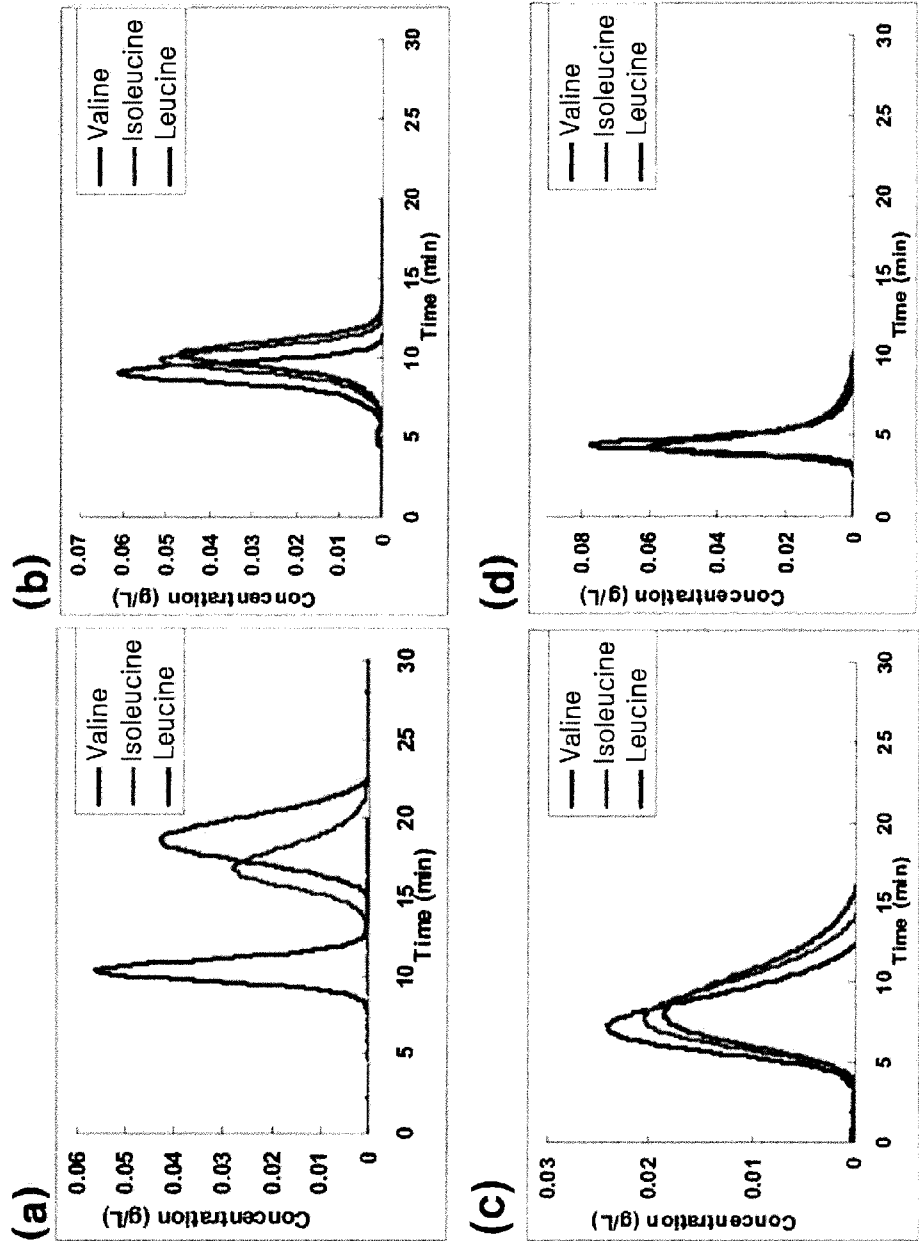 (a)
Concentration (g/L)
0.06
0.05
0.04
0.03
0.02
0.01
0
0
5
10
15
20
25
30
Time (min)
Valine
Isoleucine
Leucine
(b)
Concentration (g/L)
0.07
0.06
0.05
0.04
0.03
0.02
0.01
0
0
5
10
15
20
25
30
Time (min)
Valine
Isoleucine
Leucine
(c)
Concentration (g/L)
0.03
0.02
0.01
0
0
5
10
15
20
25
30
Time (min)
Valine
Isoleucine
Leucine
(d)
Concentration (g/L)
0.08
0.06
0.04
0.02
0
0
5
10
15
20
25
30
Time (min)
Valine
Isoleucine
Leucine